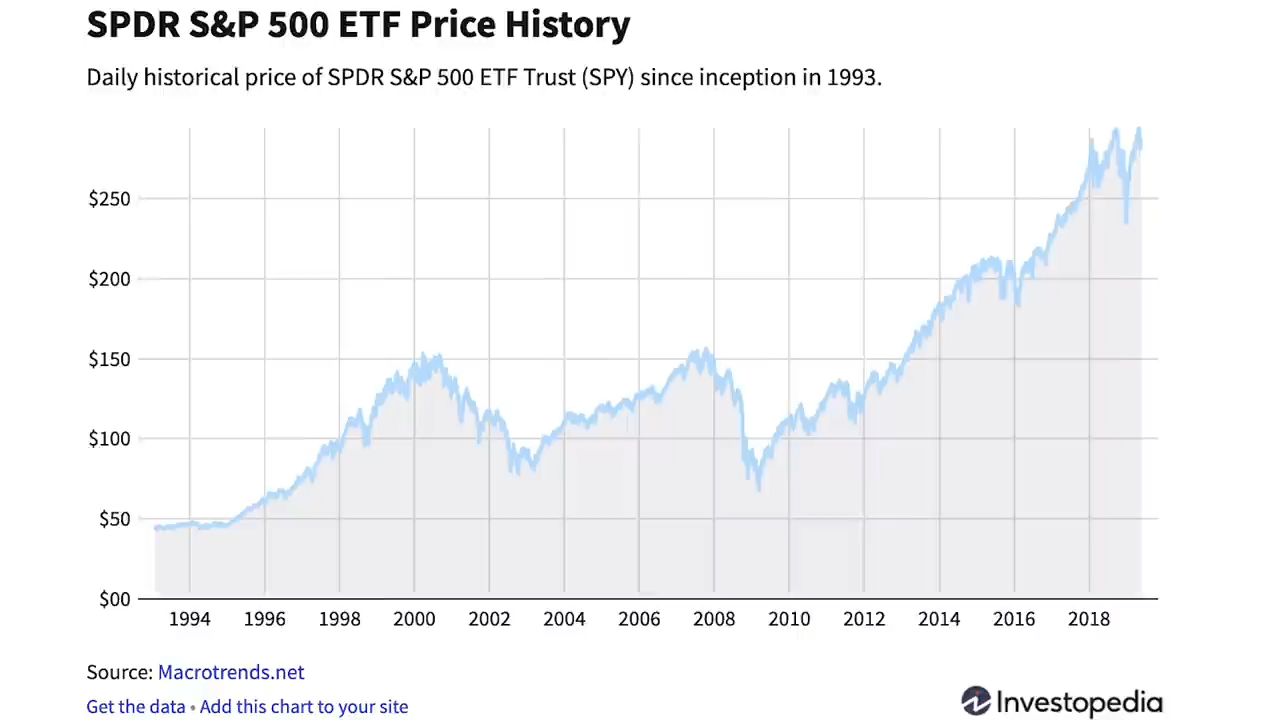 SPDR S&P 500 ETF Price History
Daily historical price of SPDR S&P 500 ETF Trust (SPY) since inception in 1993.
$250
$200
$150
$100
$50
$00
1994 1996 1998 2000 2002 2004 2006 2008 2010 2012 2014 2016 2018
Source: Macrotrends.net
Get the data • Add this chart to your site
Investopedia